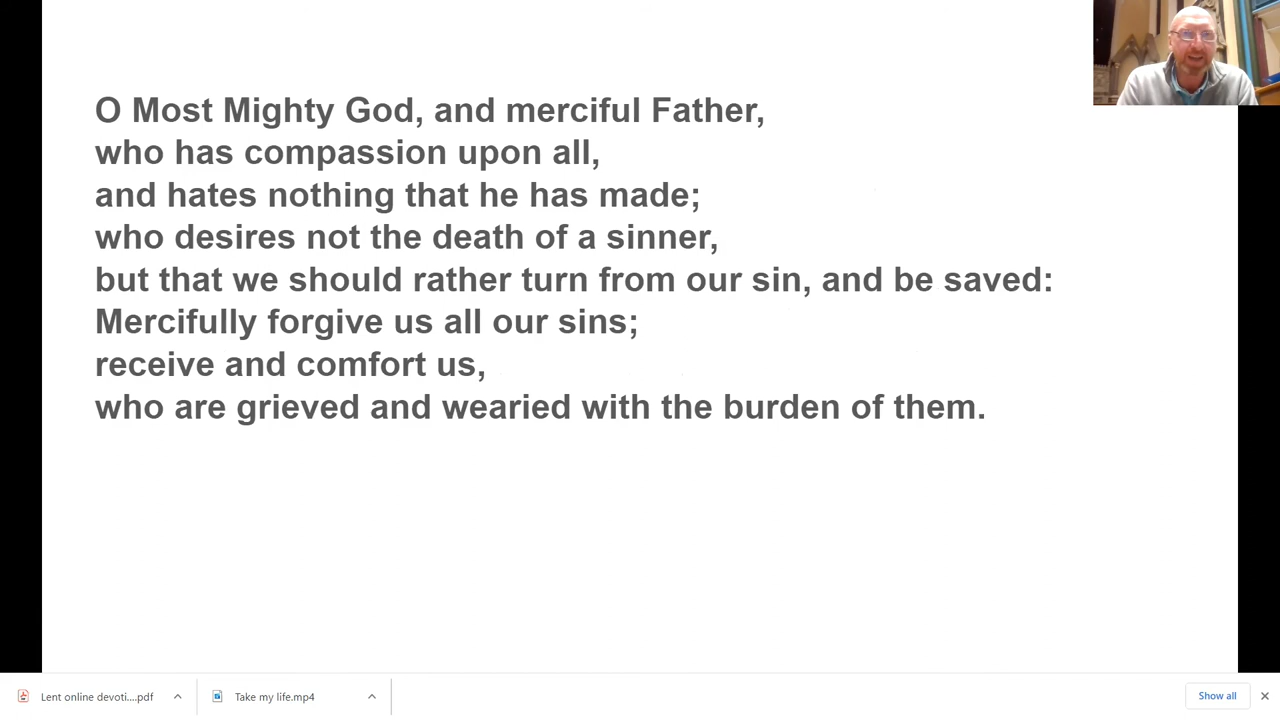 O Most Mighty God, and merciful Father,
who has compassion upon all,
and hates nothing that he has made;
who desires not the death of a sinner,
but that we should rather turn from our sin, and be saved:
Mercifully forgive us all our sins;
receive and comfort us,
who are grieved and wearied with the burden of them.
Lent online devoti....pdf
Take my life.mp4
Show all